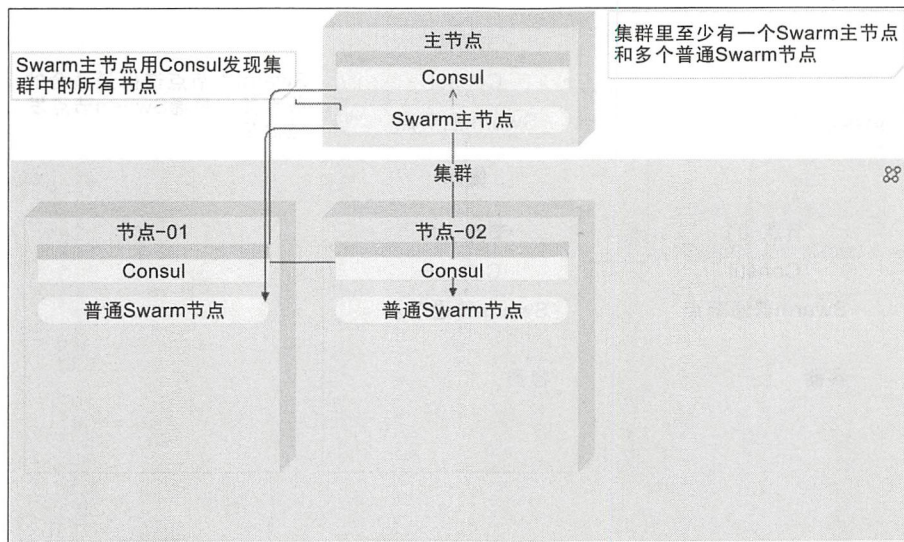 主节点
集群里至少有一个Swarm主节点
和多个普通Swarm节点
Swarm主节点用Consul发现集
群中的所有节点
Consul
Swarm主节点
集群
节点-01
节点-02
Consul
Consul
普通Swarm节点
普通Swarm节点